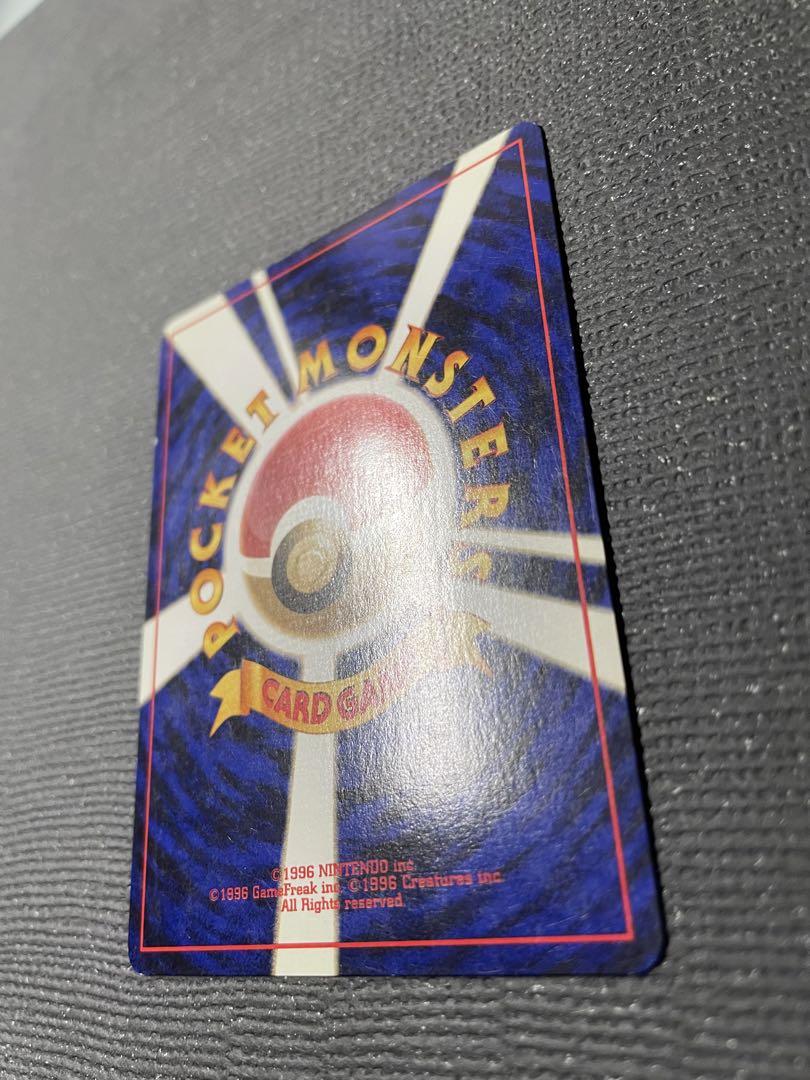 POCKET MONSTERS
CARD GAME
©1996 NINTENDO inc.
©1996 GameFreak inc. ©1996 Creatures inc.
All Rights reserved.